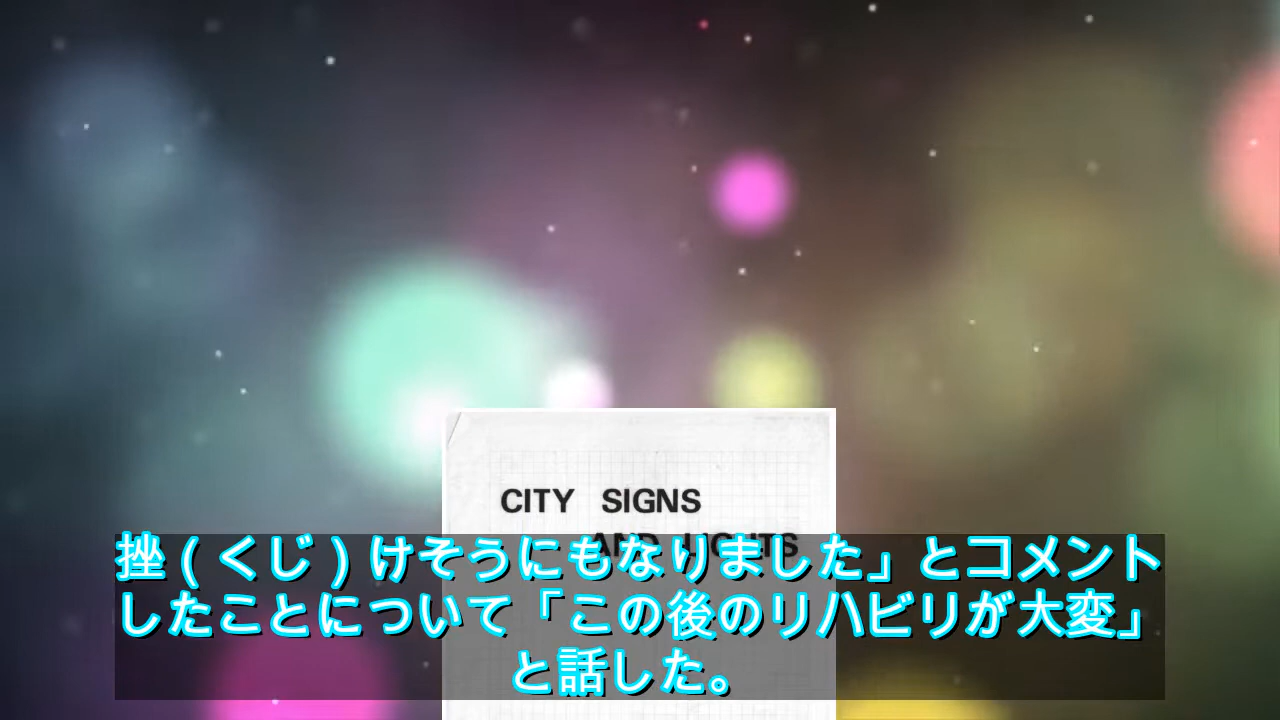 CITY SIGNS
AND LIGHTS
挫(くじ)けそうにもなりました」とコメント
したことについて「この後のリハビリが大変」
と話した。